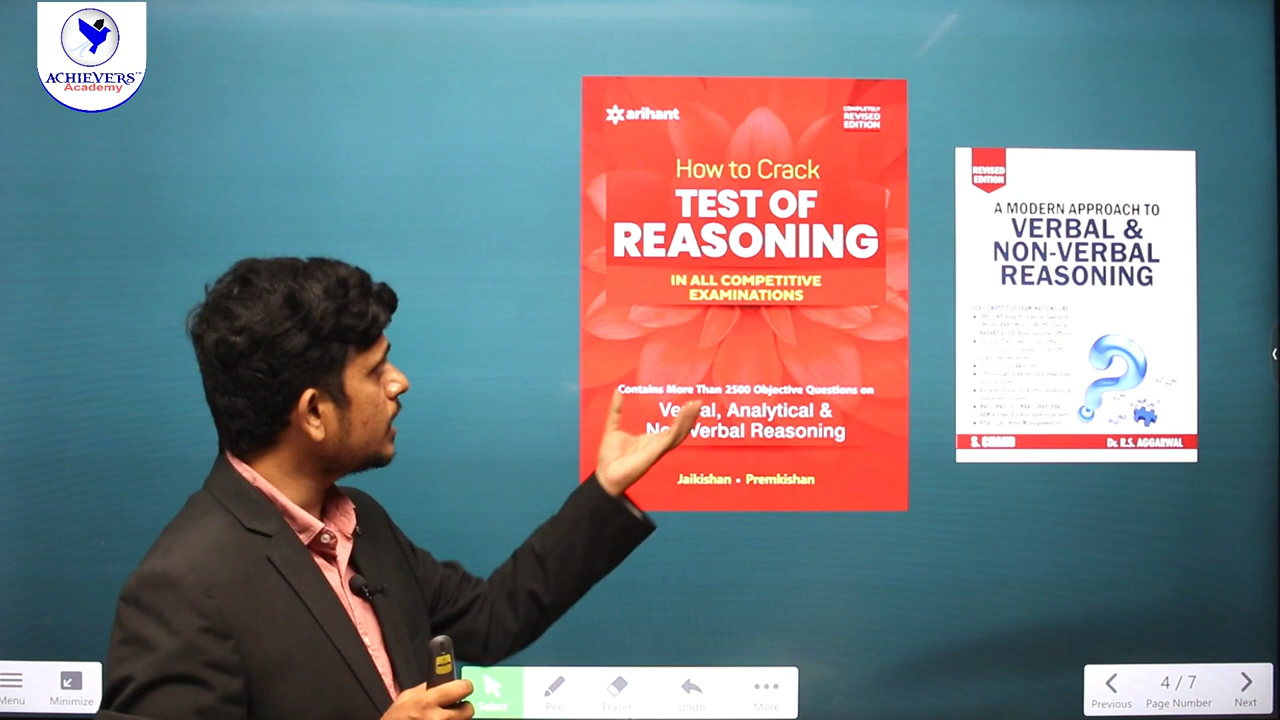 ACHIEVERS
Academy
arihant
COMPLETELY
REVISED
EDITION
How to Crack
TEST OF
REASONING
IN ALL COMPETITIVE
EXAMINATIONS
Contains More Than 2500 Objective Questions on
Verbal, Analytical &
Non-Verbal Reasoning
Jaikishan • Premkishan
REVISED
EDITION
A MODERN APPROACH TO
VERBAL &
NON-VERBAL
REASONING
S. CHAND
Dr. R.S. AGGARWAL
Menu
Minimize
Select
Pen
Eraser
Undo
More
Previous
4 / 7
Page Number
Next